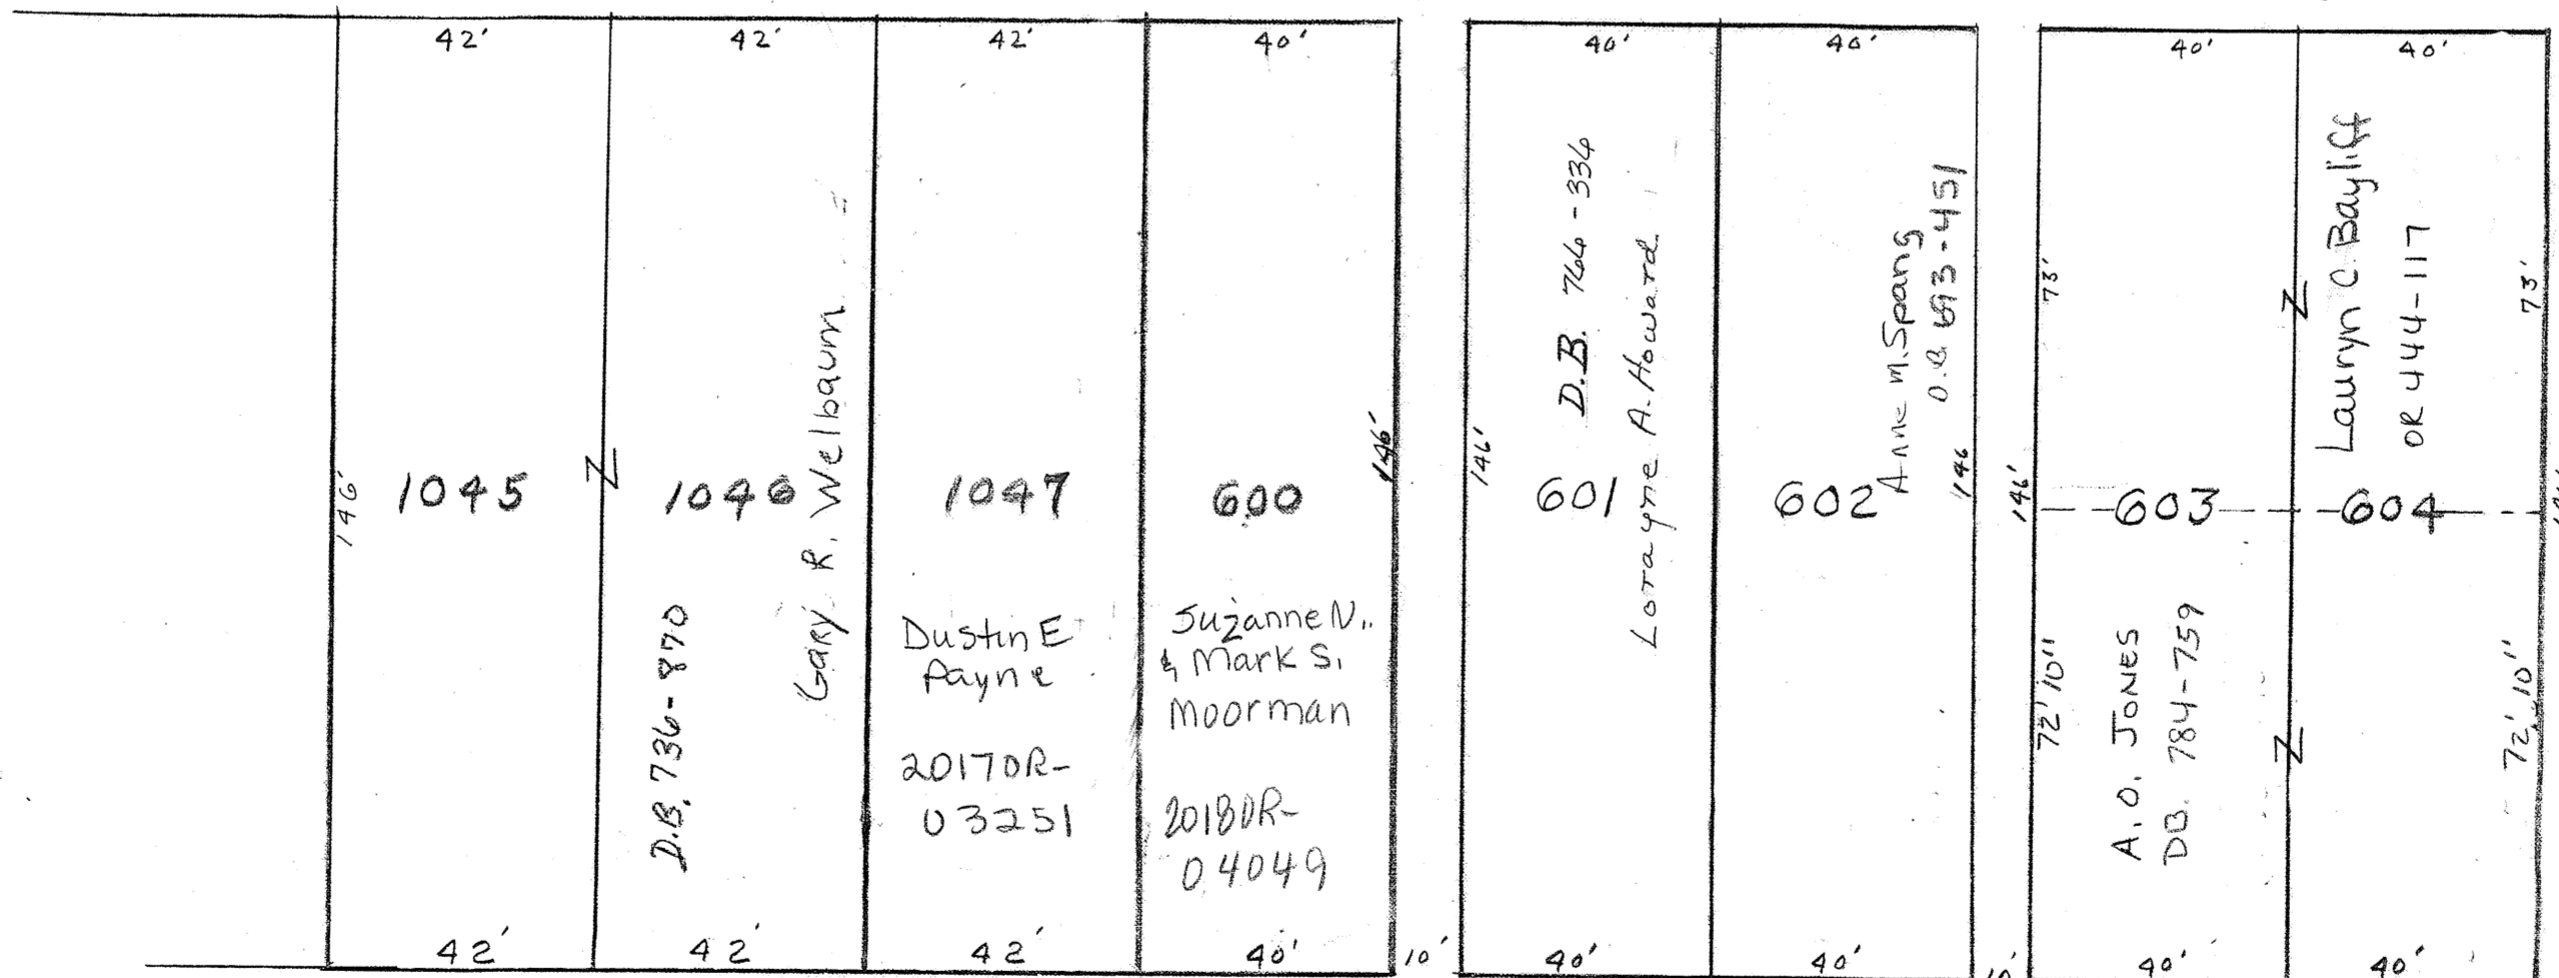 42'
42'
42'
40'
40'
40'
40'
40'
146'
1045
Z
1046
Gary R. Welbaum
D.B. 736-870
1047
Dustin E
Payne
2017OR-
03251
600
Suzanne N.
& Mark S.
Moorman
2018OR-
04049
146'
146'
601
D.B. 766-336
Lorayne A. Howard
602
Anne M. Spang
D.B. 693-451
146
146'
73'
603
A.O. JONES
DB. 784-759
72' 10"
Z
Z
604
Lauryn C. Bayliff
OR 444-117
73'
72' 10"
42'
42'
42'
40'
10'
40'
40'
10'
40'
40'